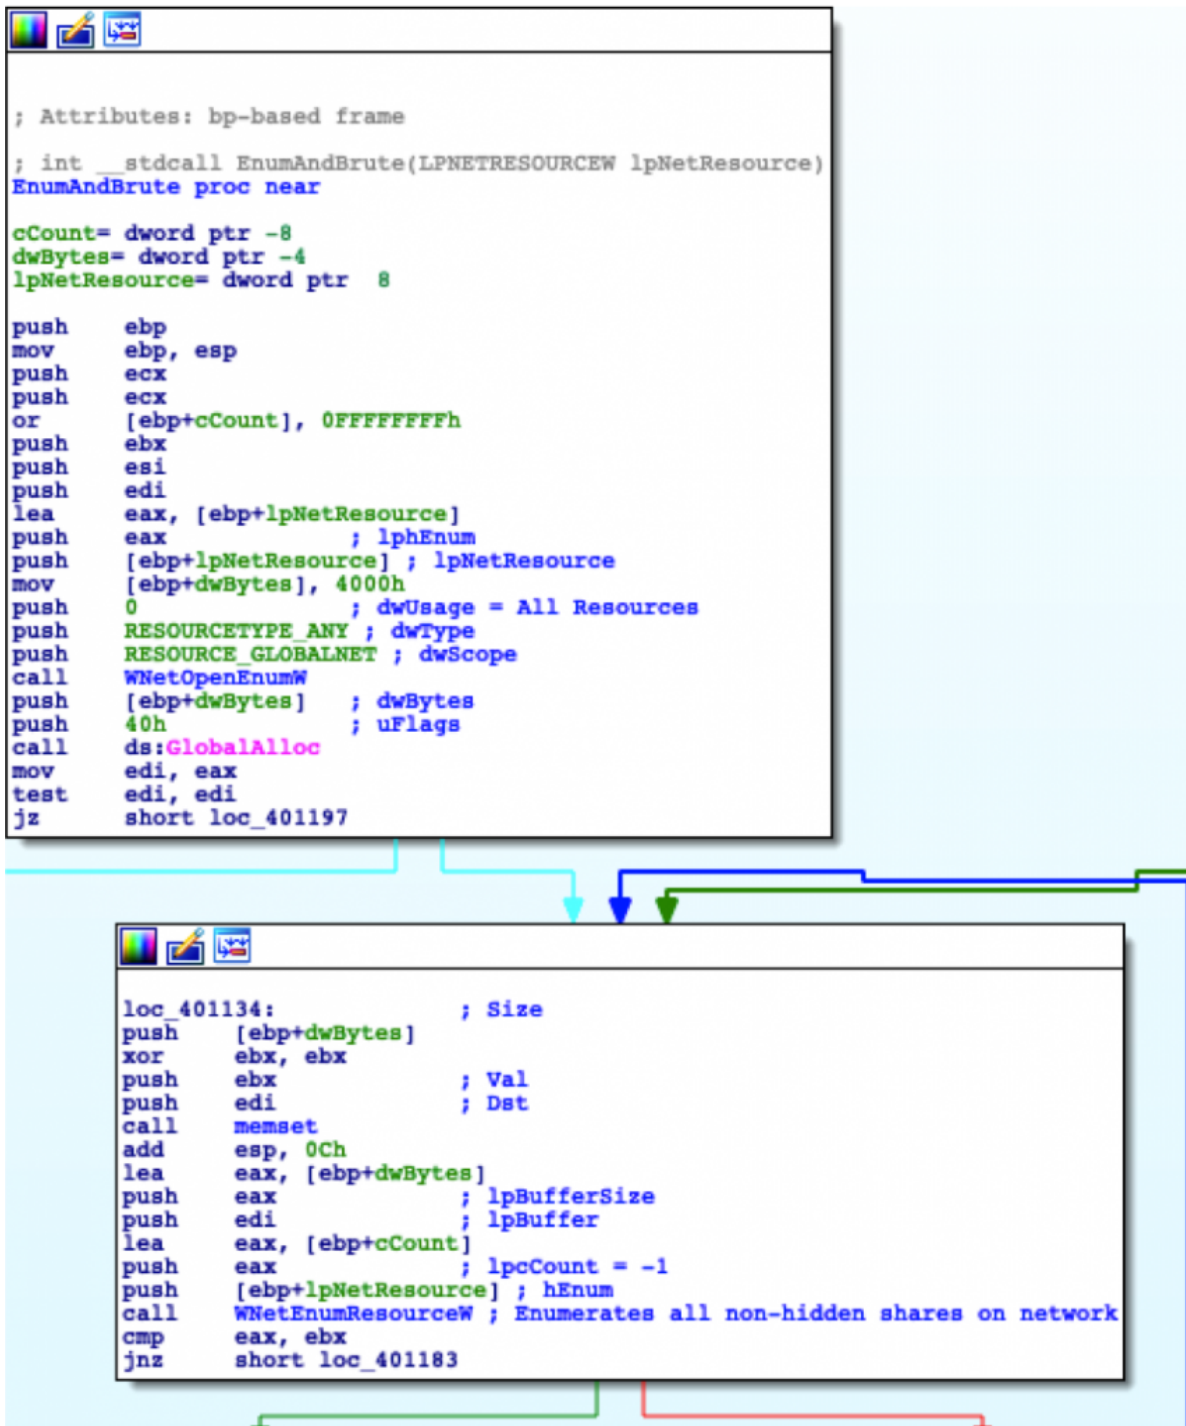 ; Attributes: bp-based frame
; int __stdcall EnumAndBrute(LPNETRESOURCEW lpNetResource)
EnumAndBrute proc near
cCount= dword ptr -8
dwBytes= dword ptr -4
lpNetResource= dword ptr  8
push    ebp
mov     ebp, esp
push    ecx
push    ecx
or      [ebp+cCount], 0FFFFFFFFh
push    ebx
push    esi
push    edi
lea     eax, [ebp+lpNetResource]
push    eax             ; lphEnum
push    [ebp+lpNetResource] ; lpNetResource
mov     [ebp+dwBytes], 4000h
push    0               ; dwUsage = All Resources
push    RESOURCETYPE_ANY ; dwType
push    RESOURCE_GLOBALNET ; dwScope
call    WNetOpenEnumW
push    [ebp+dwBytes]   ; dwBytes
push    40h             ; uFlags
call    ds:GlobalAlloc
mov     edi, eax
test    edi, edi
jz      short loc_401197
loc_401134:             ; Size
push    [ebp+dwBytes]
xor     ebx, ebx
push    ebx             ; Val
push    edi             ; Dst
call    memset
add     esp, 0Ch
lea     eax, [ebp+dwBytes]
push    eax             ; lpBufferSize
push    edi             ; lpBuffer
lea     eax, [ebp+cCount]
push    eax             ; lpcCount = -1
push    [ebp+lpNetResource] ; hEnum
call    WNetEnumResourceW ; Enumerates all non-hidden shares on network
cmp     eax, ebx
jnz     short loc_401183